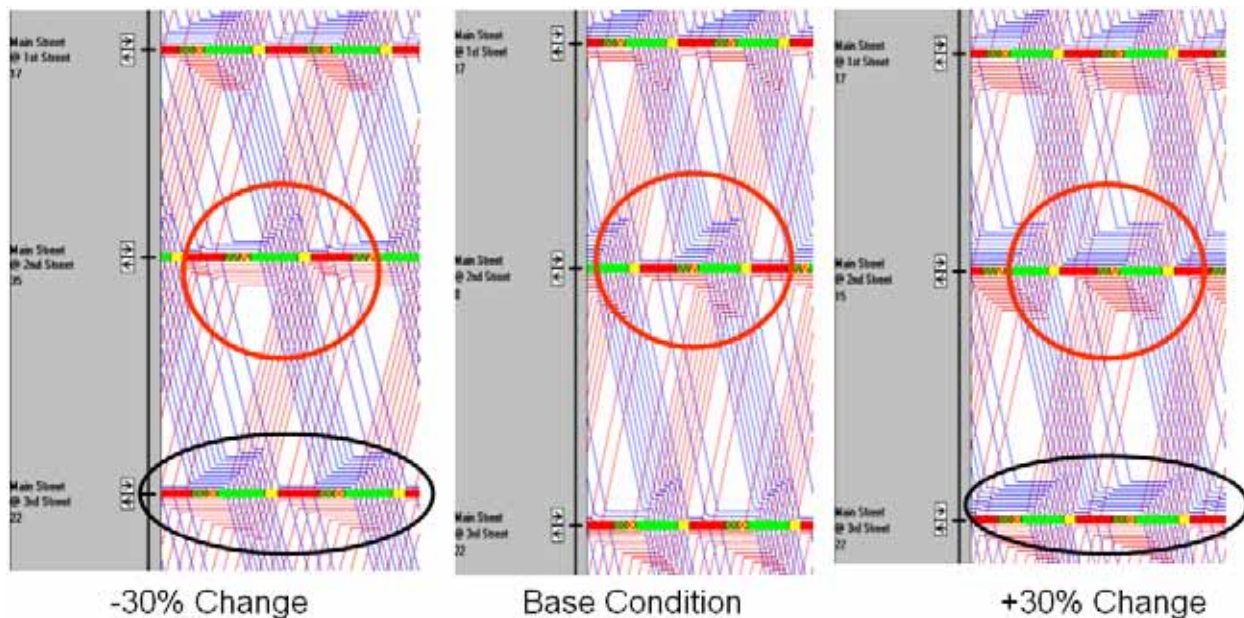 Main Street
@ 1st Street
17
Main Street
@ 2nd Street
35
Main Street
@ 3rd Street
22
-30% Change
Main Street
@ 1st Street
17
Main Street
@ 2nd Street
Main Street
@ 3rd Street
22
Base Condition
Main Street
@ 1st Street
17
Main Street
@ 2nd Street
15
Main Street
@ 3rd Street
22
+30% Change